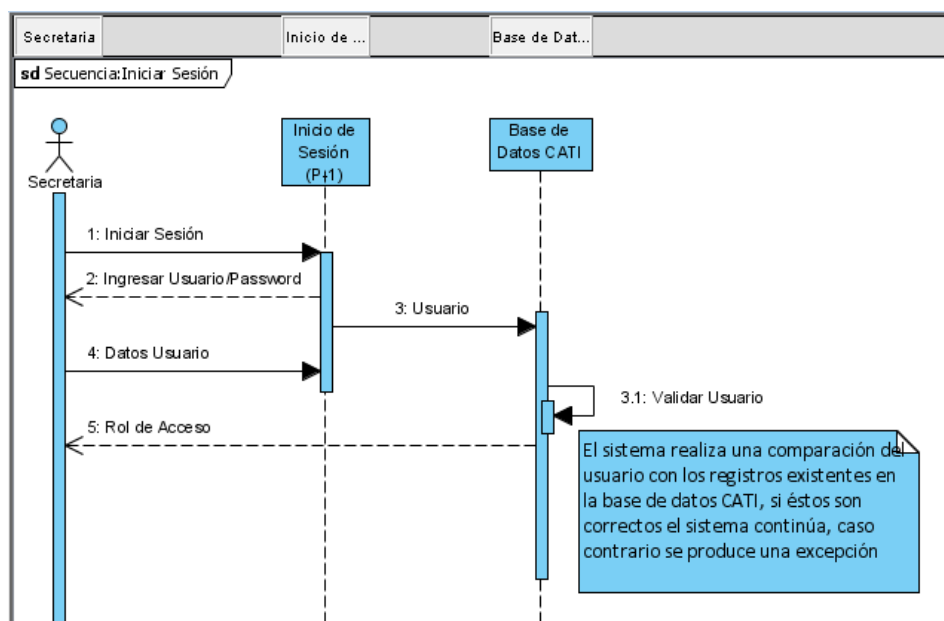 Secretaria
Inicio de ...
Base de Dat...
sd Secuencia:Iniciar Sesión
Inicio de
Sesión
(P-1)
Base de
Datos CATI
Secretaria
1: Iniciar Sesión
2: Ingresar Usuario/Password
3: Usuario
4: Datos Usuario
3.1: Validar Usuario
5: Rol de Acceso
El sistema realiza una comparación del
usuario con los registros existentes en
la base de datos CATI, si éstos son
correctos el sistema continúa, caso
contrario se produce una excepción